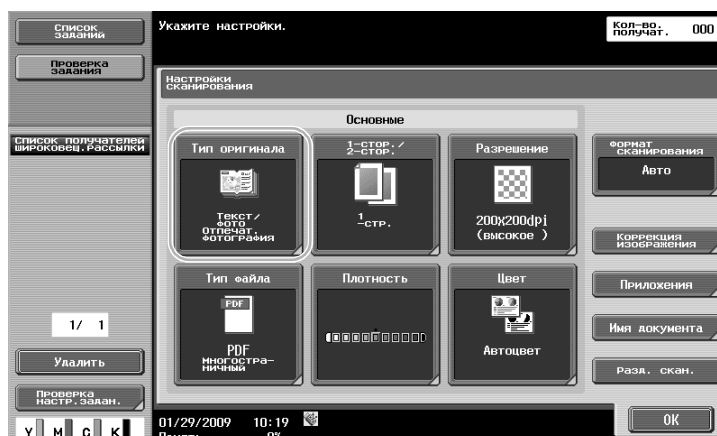 Список
заданий
Укажите настройки.
Кол-во.
получат.
000
Проверка
задания
Настройки
сканирования
Основные
Список получателей
широковещ.рассылки
Тип оригинала
Текст/
фото
отпечат.
фотография
1-стор./
2-стор.
1
-стр.
Разрешение
200X200dpi
(высокое )
Формат
сканирования
Авто
Коррекция
изображения
Тип файла
PDF
PDF
многостра-
ничный
Плотность
Цвет
Автоцвет
Приложения
Имя документа
Разд. скан.
1/ 1
Удалить
Проверка
настр.задан.
Y M C K
01/29/2009 10:19
OK